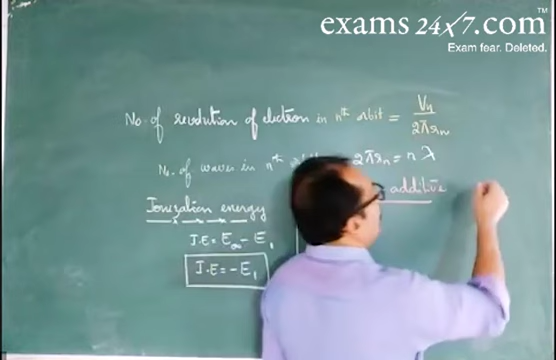 exams 24x7.com™
Exam fear. Deleted.
No. of revolution of electron in nth orbit = Vn / 2πrn
No. of waves in nth 2πrn = nλ
Ionization energy
additive
I.E = E∞ - E1
I.E = -E1